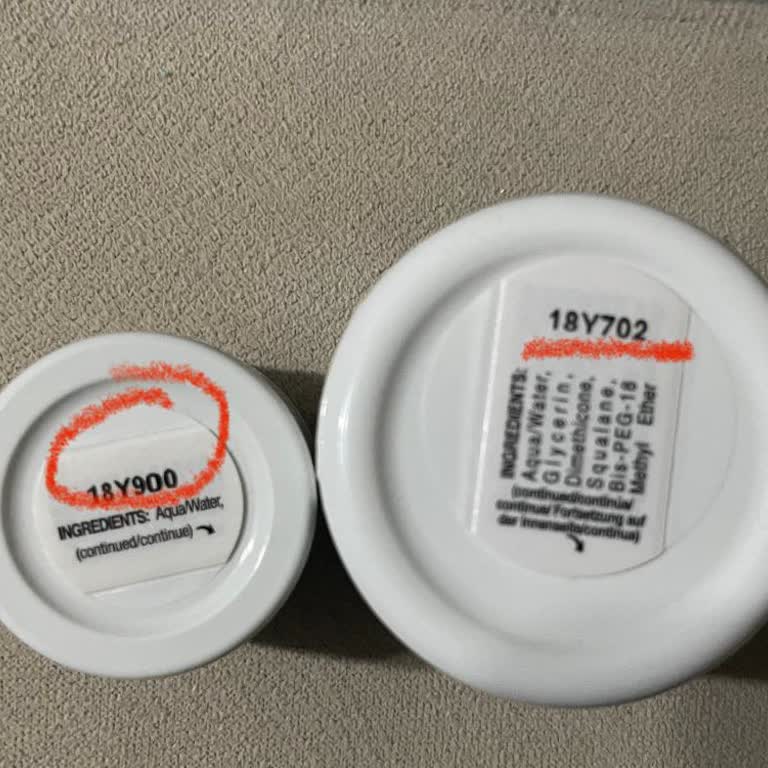 18Y900
INGREDIENTS: Aqua/Water,
(continued/continue)
18Y702
INGREDIENTS:
Aqua/Water,
Glycerin,
Dimethicone,
Squalane,
Bis-PEG-18
Methyl Ether
(continued/continue/
continue/ Fortsetzung auf
der Innenseite/continua)